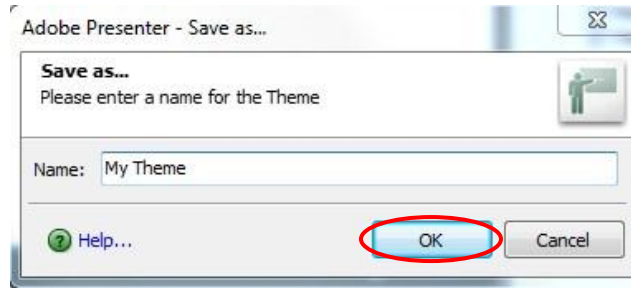 Adobe Presenter - Save as...
Save as...
Please enter a name for the Theme
Name: My Theme
Help... OK Cancel